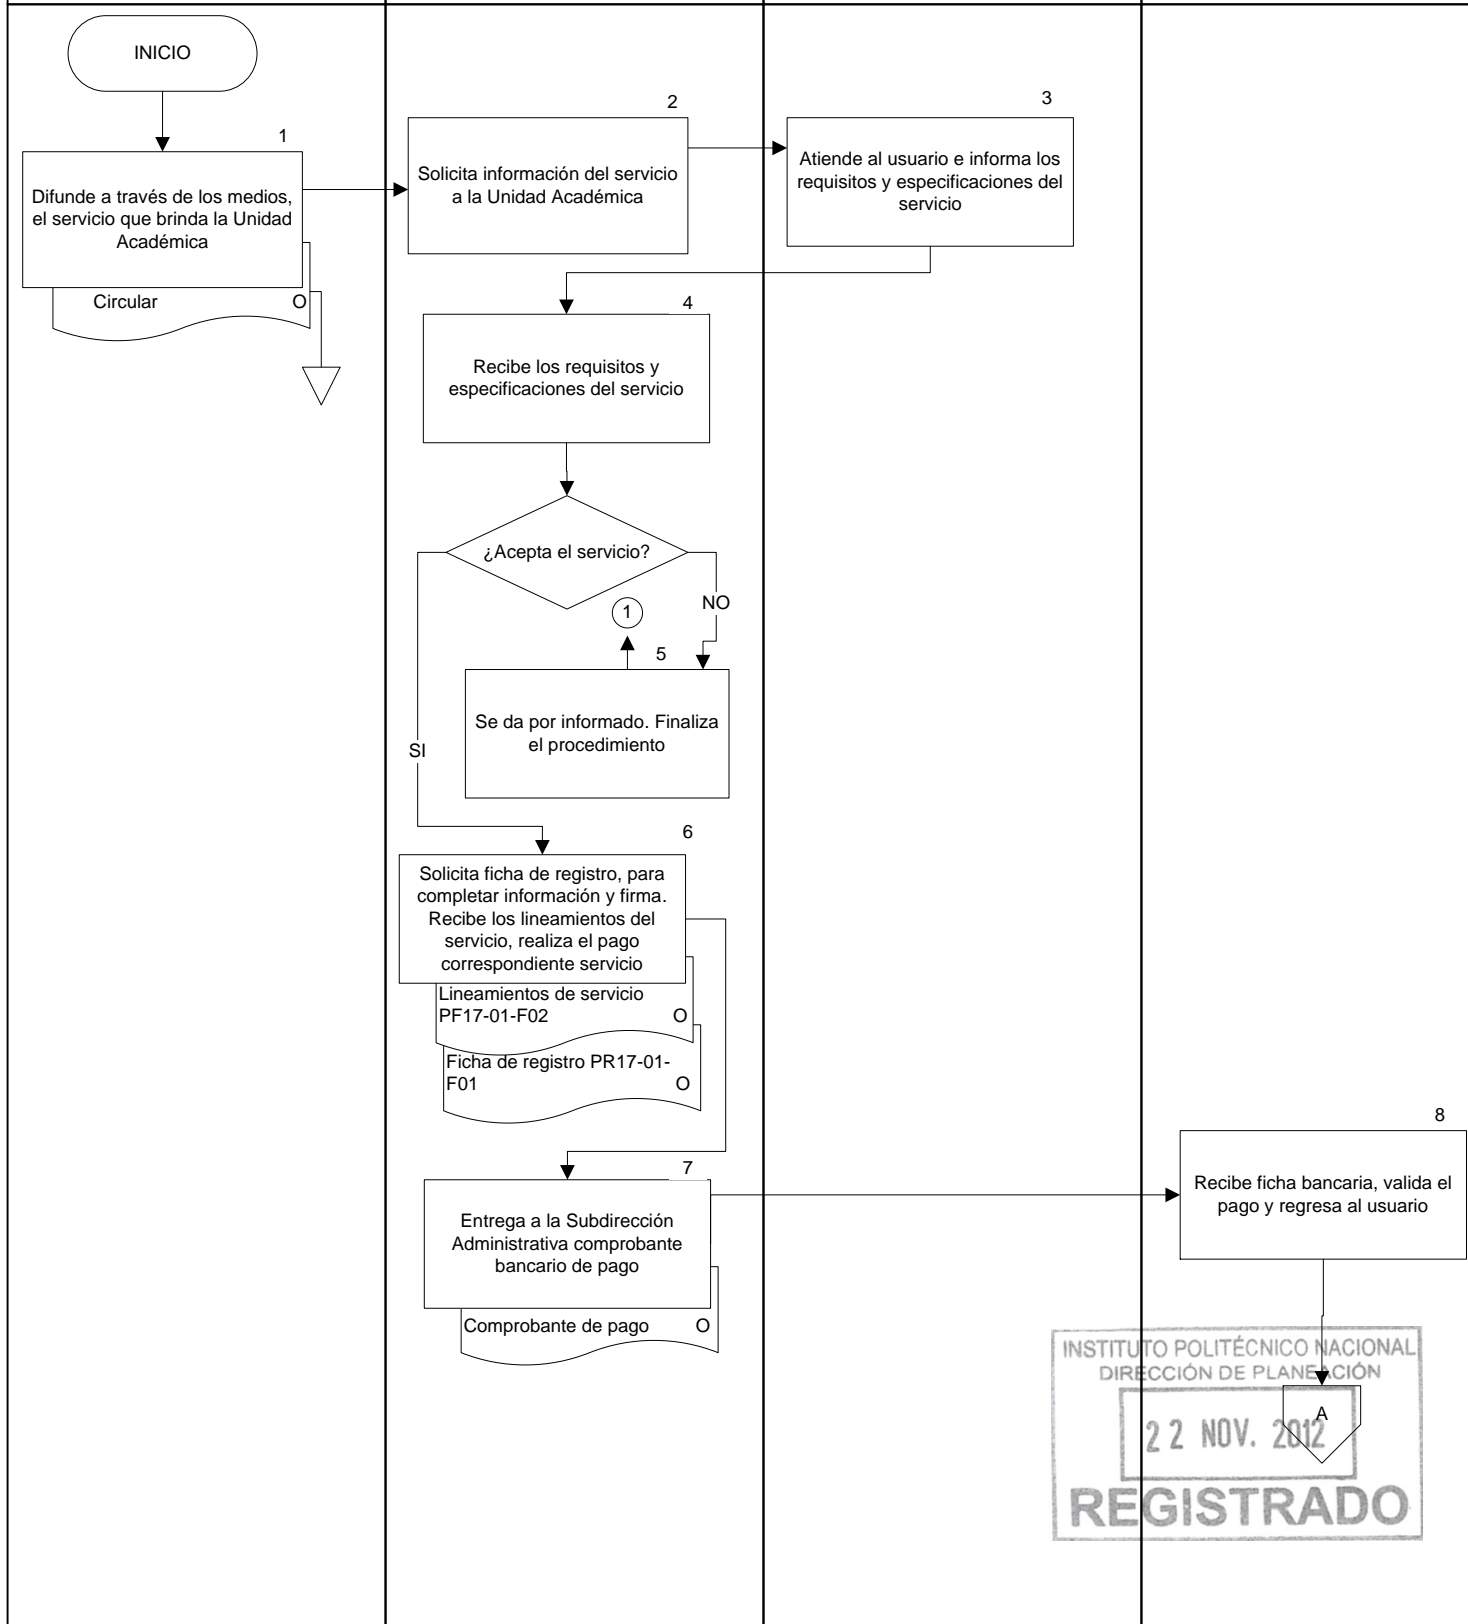 INICIO
1
Difunde a través de los medios,
el servicio que brinda la Unidad
Académica
Circular O
2
Solicita información del servicio
a la Unidad Académica
3
Atiende al usuario e informa los
requisitos y especificaciones del
servicio
4
Recibe los requisitos y
especificaciones del servicio
¿Acepta el servicio?
NO
1
5
Se da por informado. Finaliza
el procedimiento
SI
6
Solicita ficha de registro, para
completar información y firma.
Recibe los lineamientos del
servicio, realiza el pago
correspondiente servicio
Lineamientos de servicio
PF17-01-F02 O
Ficha de registro PR17-01-
F01 O
7
Entrega a la Subdirección
Administrativa comprobante
bancario de pago
Comprobante de pago O
8
Recibe ficha bancaria, valida el
pago y regresa al usuario
INSTITUTO POLITÉCNICO NACIONAL
DIRECCIÓN DE PLANEACIÓN
A
22 NOV. 2012
REGISTRADO